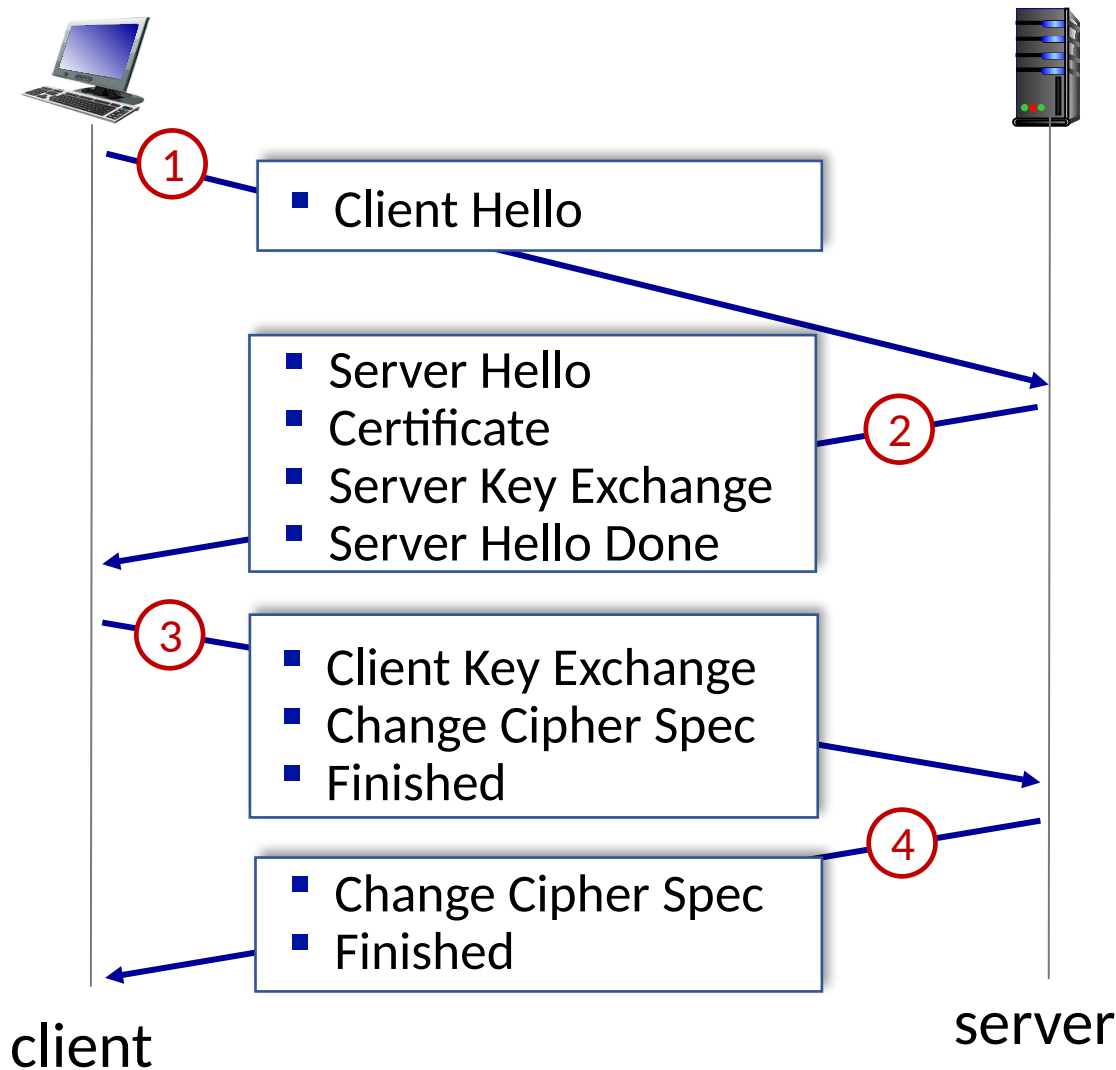 1
Client Hello
Server Hello
Certificate
2
Server Key Exchange
Server Hello Done
3
Client Key Exchange
Change Cipher Spec
Finished
4
Change Cipher Spec
Finished
client
server